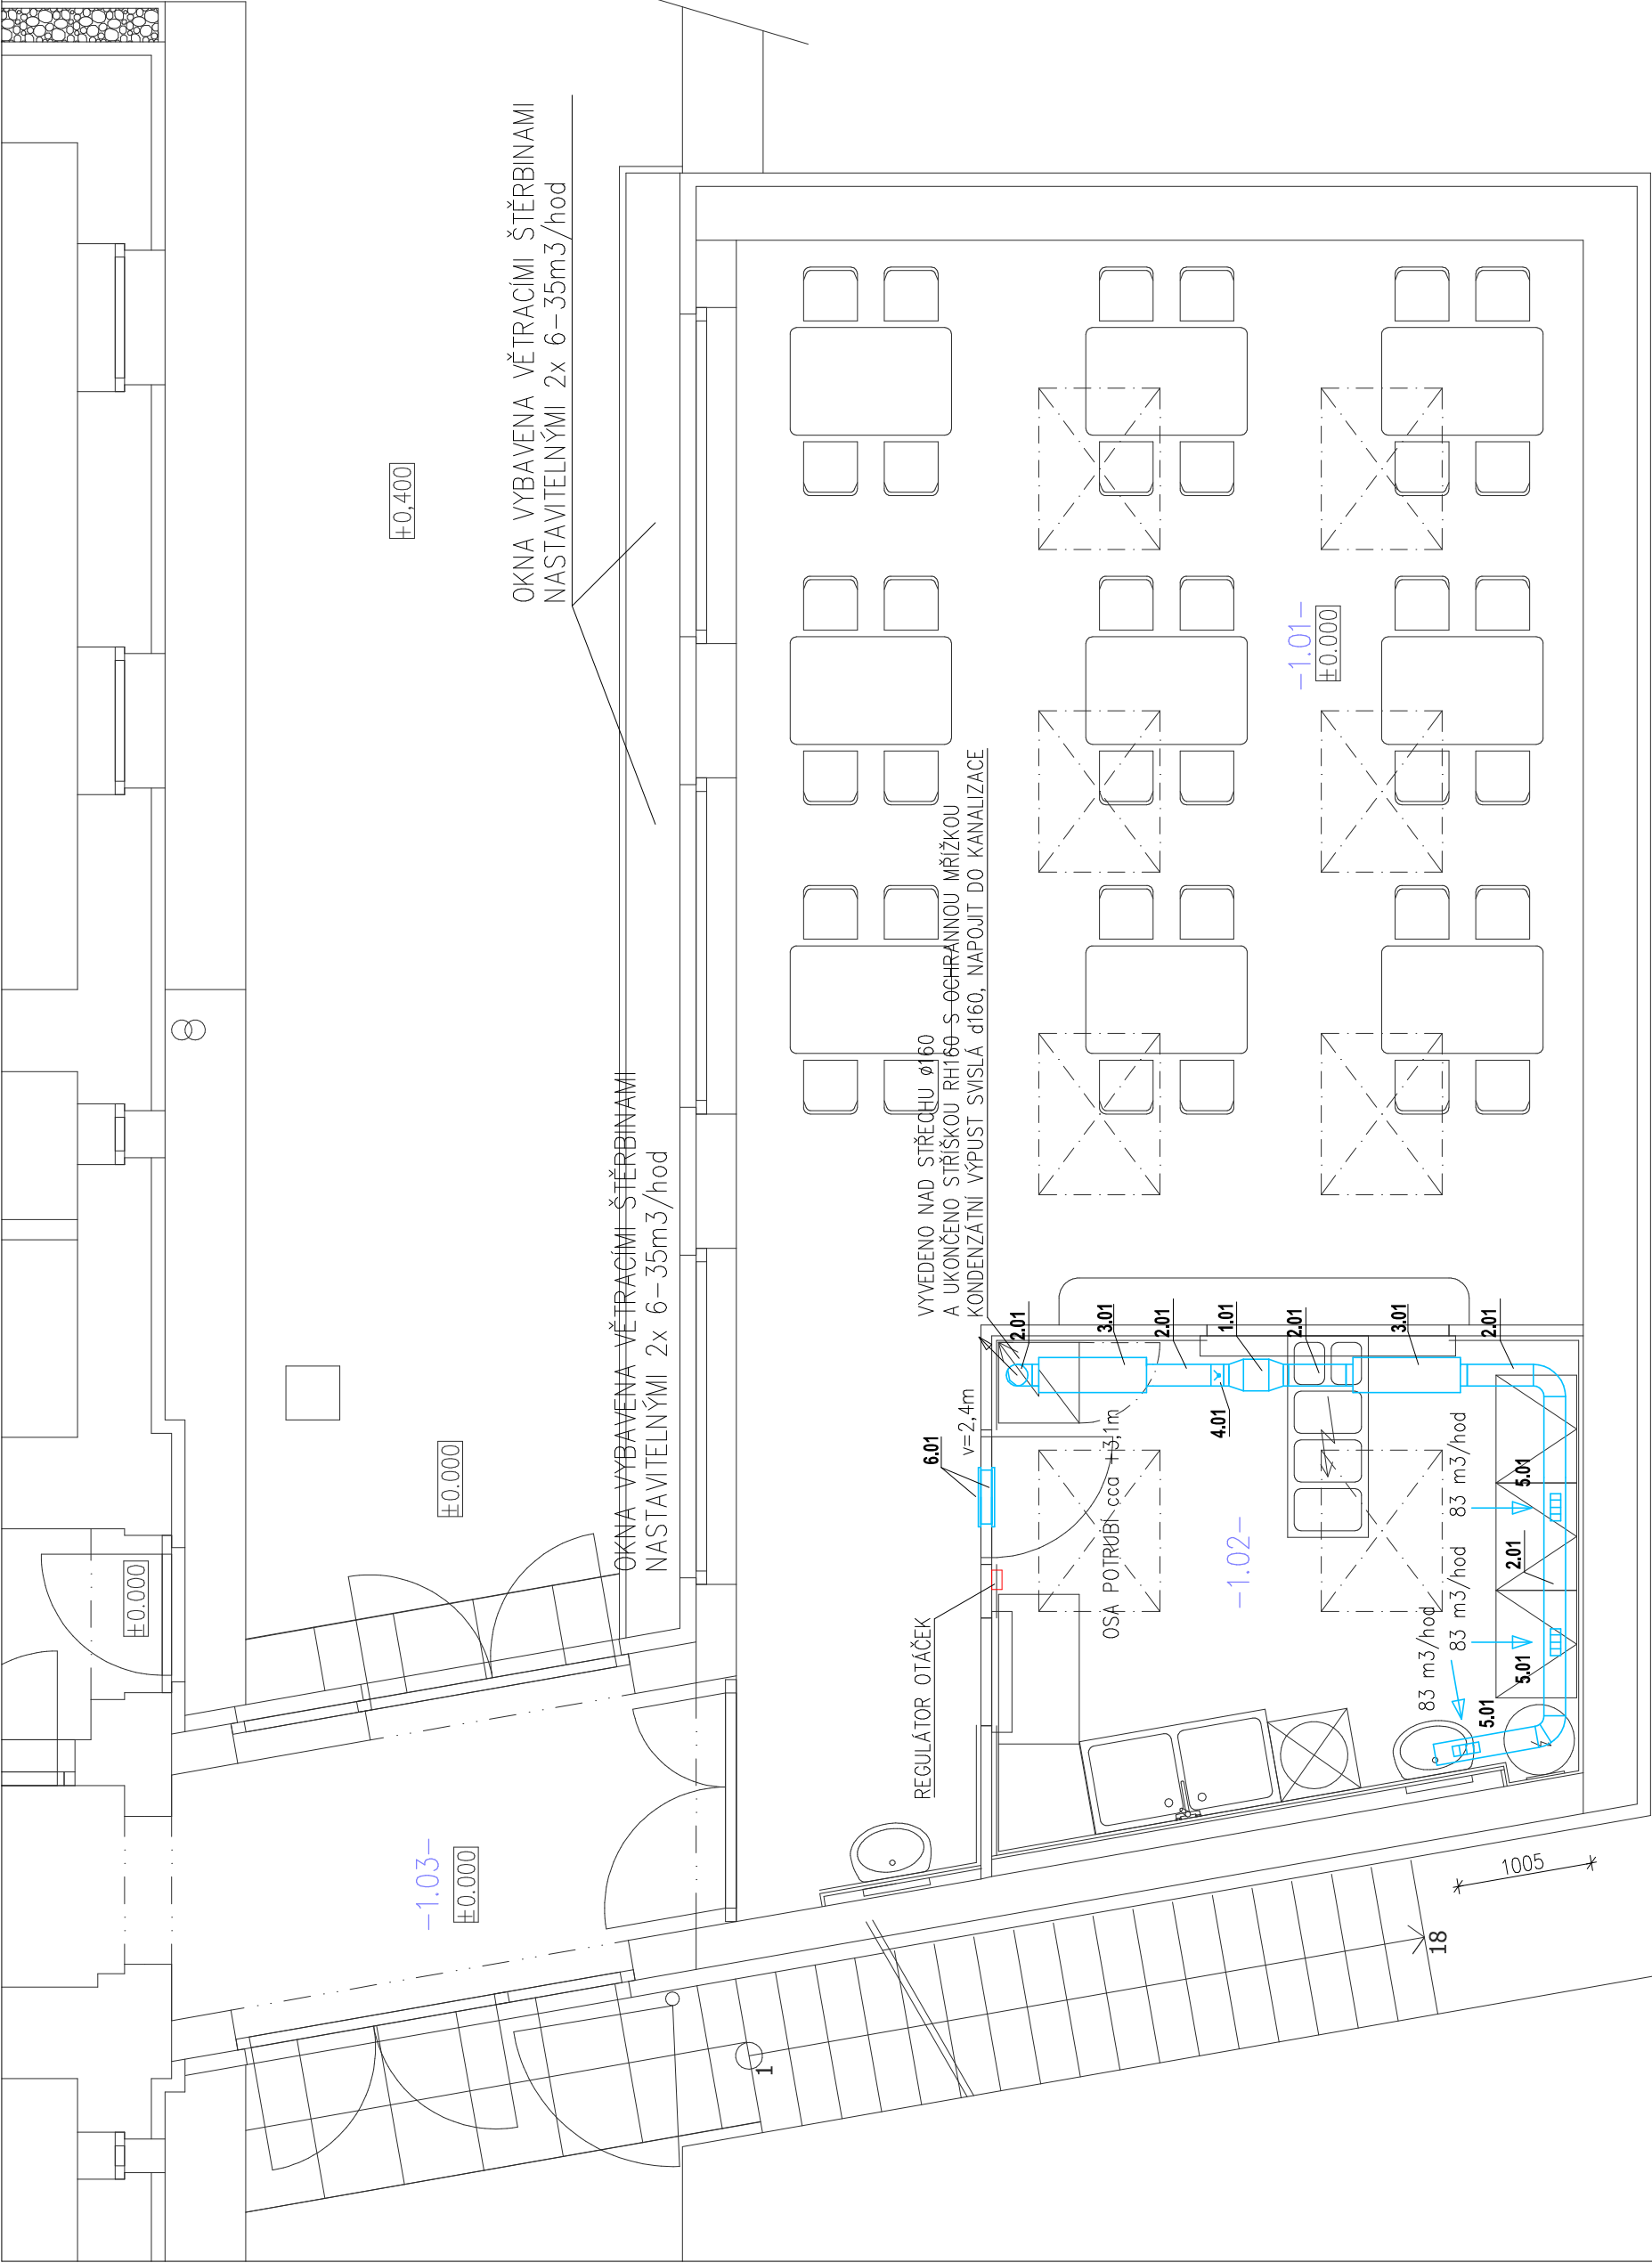 OKNA VYBAVENA VĚTRACÍMI ŠTĚRBINAMI
NASTAVITELNÝMI 2x 6-35m3/hod
+0,400
-1.01-
±0.000
OKNA VYBAVENA VĚTRACÍMI ŠTĚRBINAMI
NASTAVITELNÝMI 2x 6-35m3/hod
VYVEDENO NAD STŘECHU ø160
A UKONČENO STŘÍŠKOU RH160 S OCHRANNOU MŘÍŽKOU
KONDENZÁTNÍ VÝPUST SVISLÁ d160, NAPOJIT DO KANALIZACE
2.01
3.01
2.01
1.01
2.01
3.01
2.01
4.01
6.01
v=2,4m
OSA POTRUBÍ cca +3,1m
-1.02-
83 m3/hod
5.01
83 m3/hod
2.01
83 m3/hod
5.01
5.01
REGULÁTOR OTÁČEK
±0.000
±0.000
-1.03-
±0.000
1005
18
1